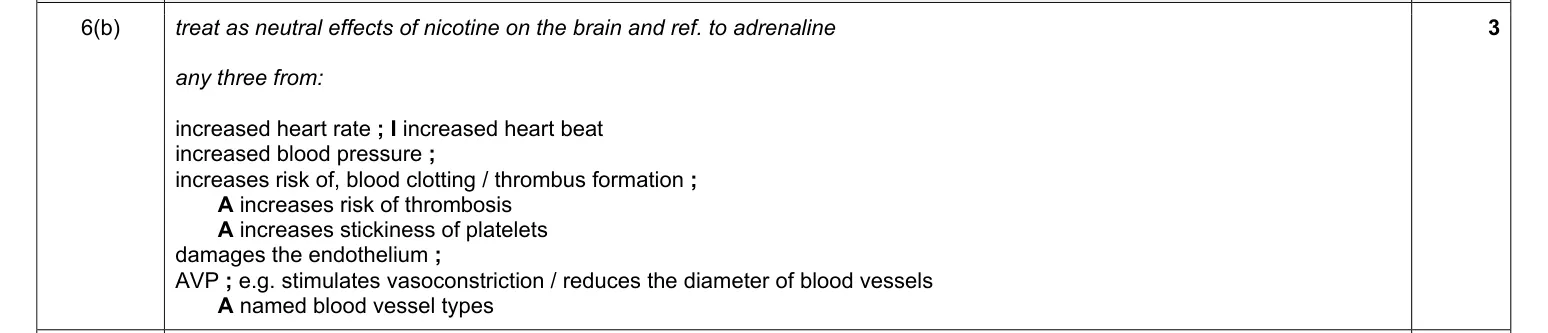 6(b)
treat as neutral effects of nicotine on the brain and ref. to adrenaline
3
any three from:
increased heart rate ; I increased heart beat
increased blood pressure ;
increases risk of, blood clotting / thrombus formation ;
A increases risk of thrombosis
A increases stickiness of platelets
damages the endothelium ;
AVP ; e.g. stimulates vasoconstriction / reduces the diameter of blood vessels
A named blood vessel types